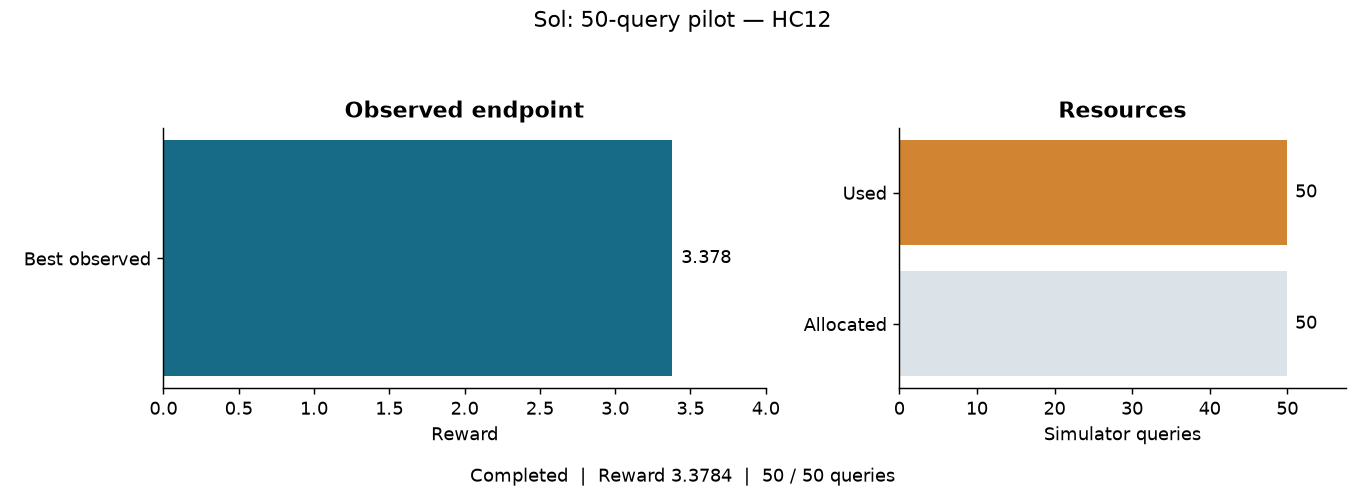 Sol: 50-query pilot — HC12
Observed endpoint
Best observed
3.378
0.0 0.5 1.0 1.5 2.0 2.5 3.0 3.5 4.0
Reward
Resources
Used
50
Allocated
50
0 10 20 30 40 50
Simulator queries
Completed | Reward 3.3784 | 50 / 50 queries